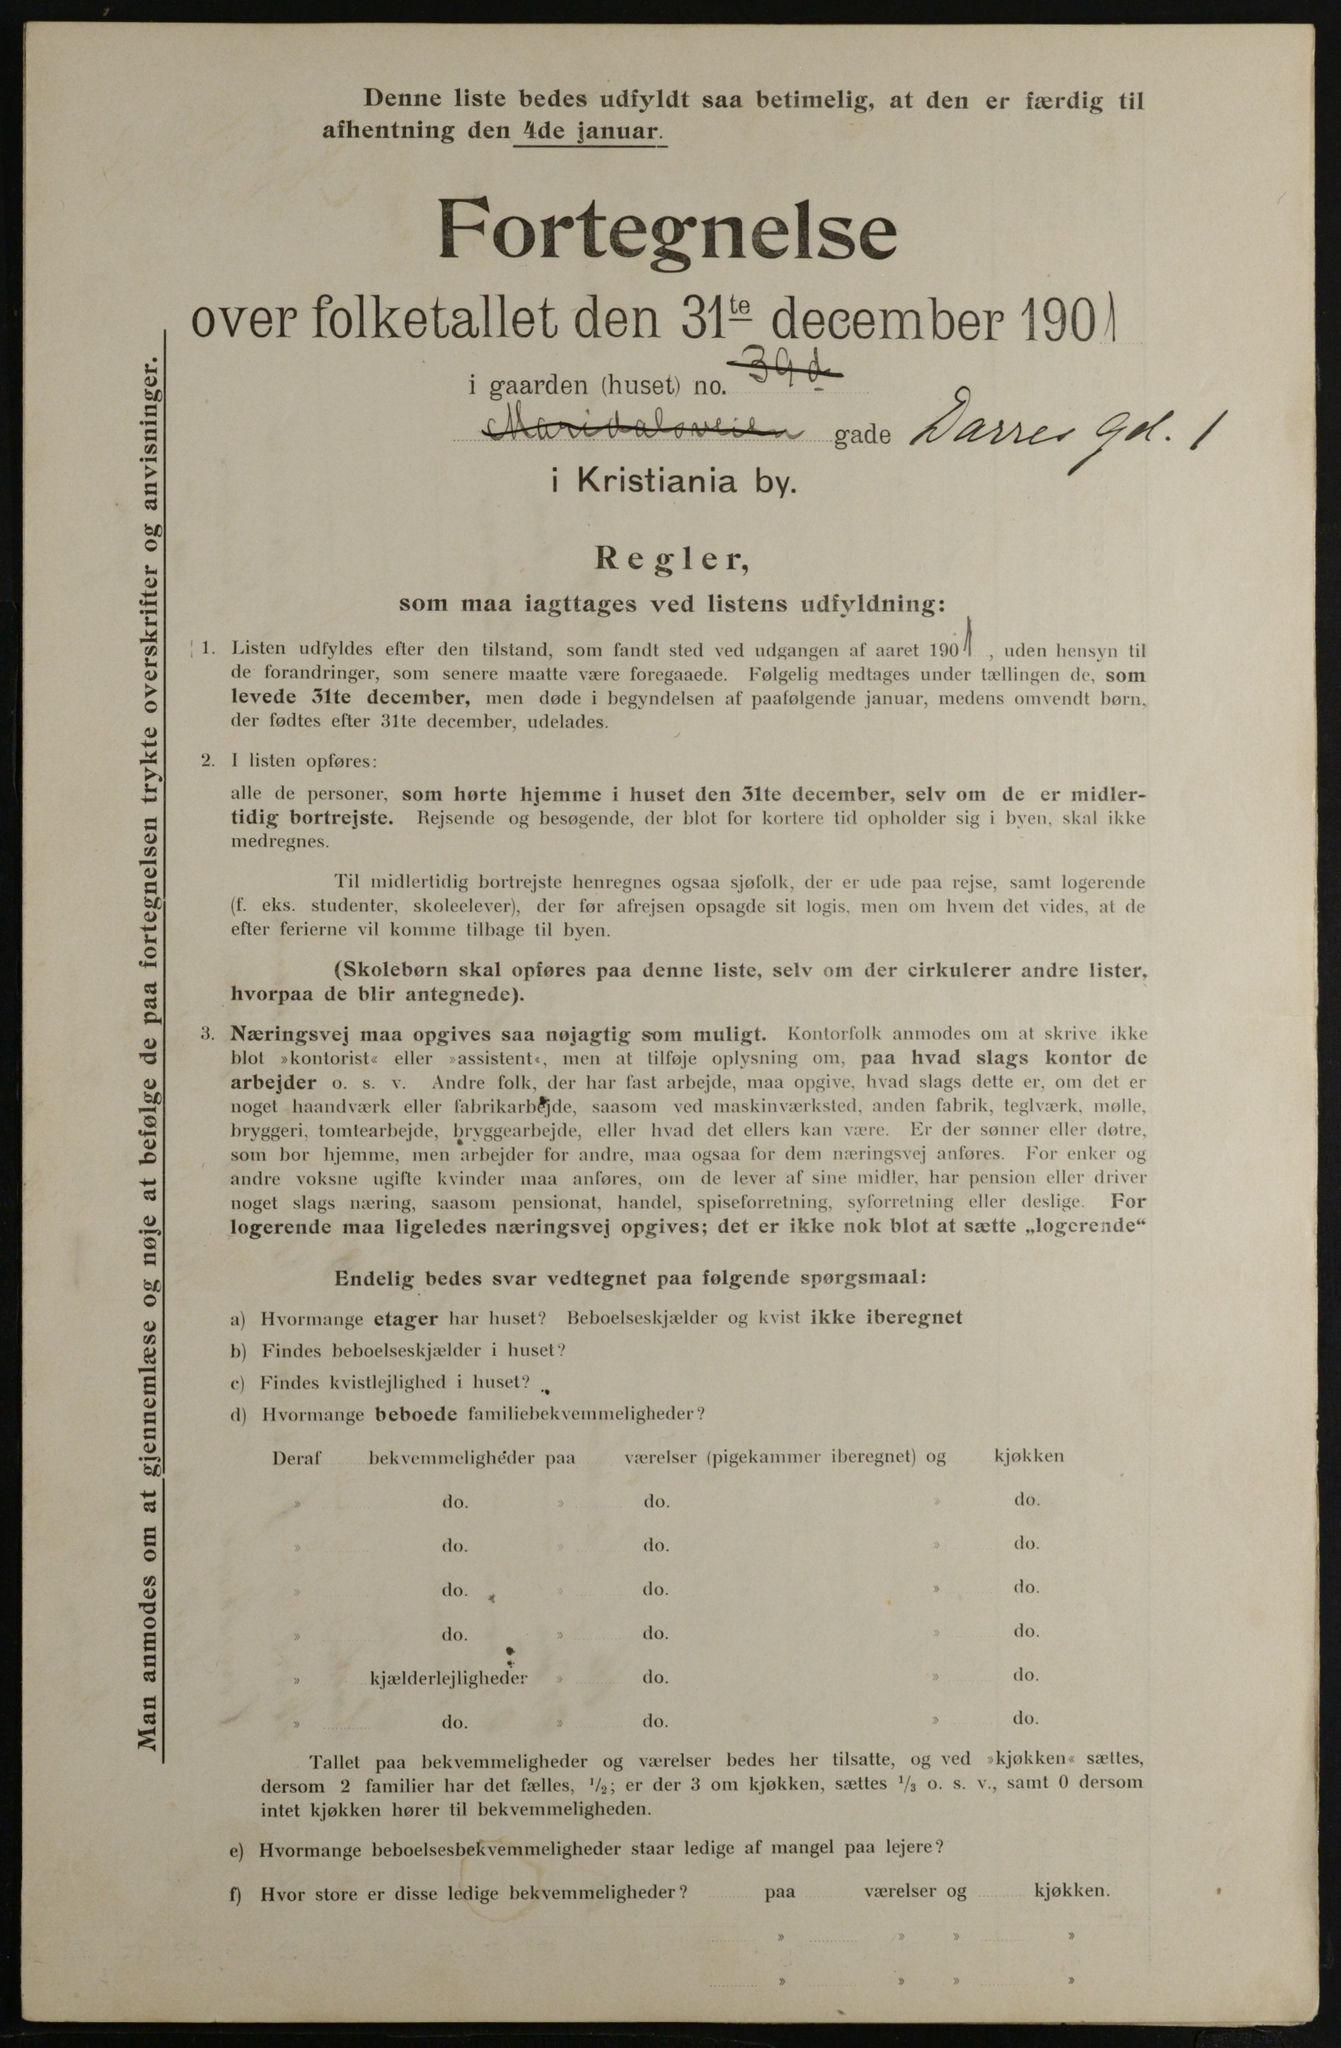 Denne liste bedes udfyldt saa betimelig, at den er færdig til
afhentning den 4de januar.
Fortegnelse
over folketallet den 31te december 1901
i gaarden (huset) no. 39d
Maridalsveien gade Darres gd. 1
i Kristiania by.
Regler,
som maa iagttages ved listens udfyldning:
1. Listen udfyldes efter den tilstand, som fandt sted ved udgangen af aaret 1901, uden hensyn til
de forandringer, som senere maatte være foregaaede. Følgelig medtages under tællingen de, som
levede 31te december, men døde i begyndelsen af paafølgende januar, medens omvendt børn,
der fødtes efter 31te december, udelades.
2. I listen opføres:
alle de personer, som hørte hjemme i huset den 31te december, selv om de er midler-
tidig bortrejste. Rejsende og besøgende, der blot for kortere tid opholder sig i byen, skal ikke
medregnes.
Til midlertidig bortrejste henregnes ogsaa sjøfolk, der er ude paa rejse, samt logerende
(f. eks. studenter, skoleelever), der før afrejsen opsagde sit logis, men om hvem det vides, at de
efter ferierne vil komme tilbage til byen.
(Skolebørn skal opføres paa denne liste, selv om der cirkulerer andre lister,
hvorpaa de blir antegnede).
3. Næringsvej maa opgives saa nøjagtig som muligt. Kontorfolk anmodes om at skrive ikke
blot »kontorist« eller »assistent«, men at tilføje oplysning om, paa hvad slags kontor de
arbejder o. s. v. Andre folk, der har fast arbejde, maa opgive, hvad slags dette er, om det er
noget haandværk eller fabrikarbejde, saasom ved maskinværksted, anden fabrik, teglværk, mølle,
bryggeri, tomtearbejde, bryggearbejde, eller hvad det ellers kan være. Er der sønner eller døtre,
som bor hjemme, men arbejder for andre, maa ogsaa for dem næringsvej anføres. For enker og
andre voksne ugifte kvinder maa anføres, om de lever af sine midler, har pension eller driver
noget slags næring, saasom pensionat, handel, spiseforretning, syforretning eller deslige. For
logerende maa ligeledes næringsvej opgives; det er ikke nok blot at sætte „logerende“
Endelig bedes svar vedtegnet paa følgende spørgsmaal:
a) Hvormange etager har huset? Beboelseskjælder og kvist ikke iberegnet
b) Findes beboelseskjælder i huset?
c) Findes kvistlejlighed i huset?
d) Hvormange beboede familiebekvemmeligheder?
Deraf bekvemmeligheder paa værelser (pigekammer iberegnet) og kjøkken
» do. » do. » do.
» do. » do. » do.
» do. » do. » do.
» do. » do. » do.
» kjælderlejligheder » do. » do.
» do. » do. » do.
Tallet paa bekvemmeligheder og værelser bedes her tilsatte, og ved »kjøkken« sættes,
dersom 2 familier har det fælles, 1/2; er der 3 om kjøkken, sættes 1/3 o. s. v., samt 0 dersom
intet kjøkken hører til bekvemmeligheden.
e) Hvormange beboelsesbekvemmeligheder staar ledige af mangel paa lejere?
f) Hvor store er disse ledige bekvemmeligheder? paa værelser og kjøkken.
» » » »
» » » »
Man anmodes om at gjennemlæse og nøje at befølge de paa fortegnelsen trykte overskrifter og anvisninger.